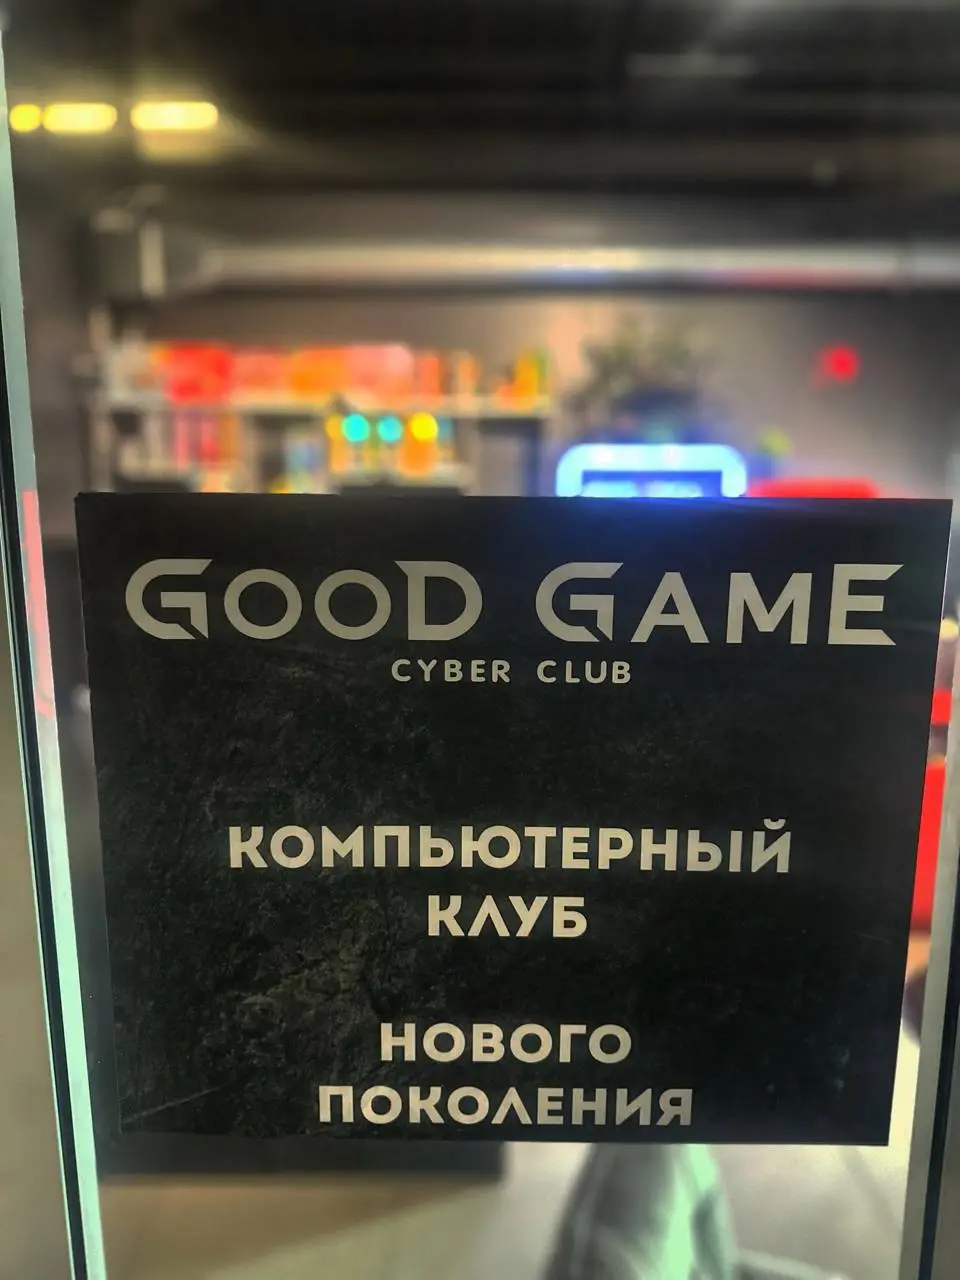 GOOD GAME
CYBER CLUB
КОМПЬЮТЕРНЫЙ
КЛУБ
НОВОГО
ПОКОЛЕНИЯ